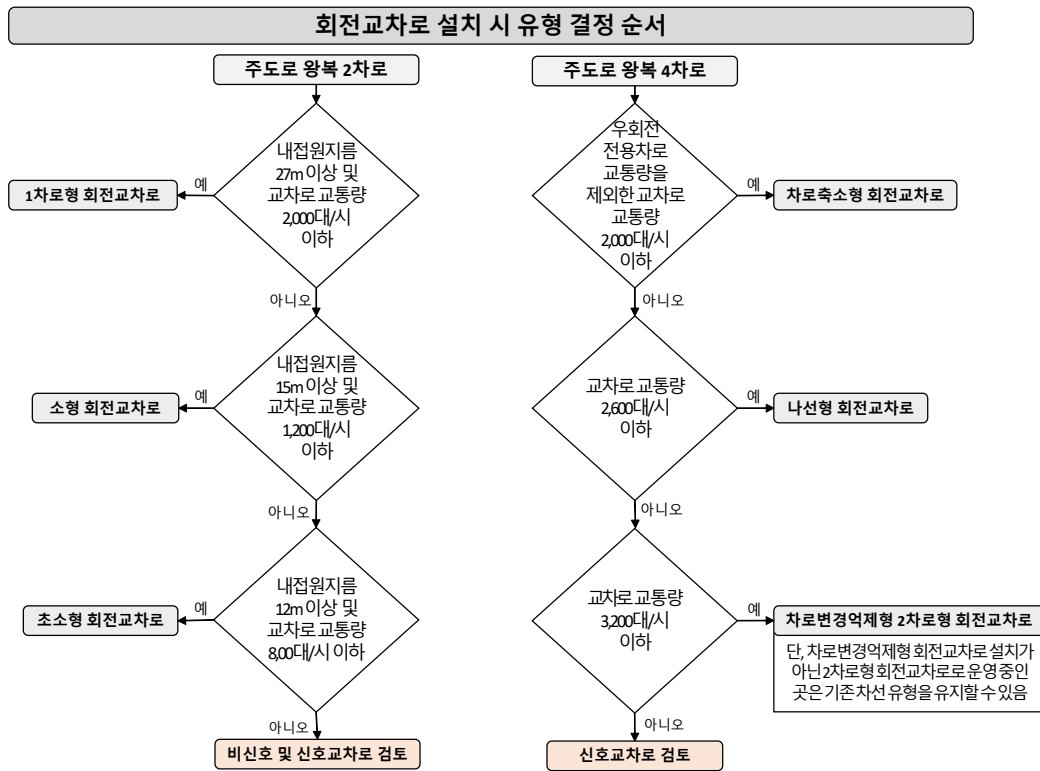 회전교차로 설치 시 유형 결정 순서
주도로 왕복 2차로
내접원지름
27m 이상 및
교차로 교통량
2,000대/시
이하
예
1차로형 회전교차로
아니오
내접원지름
15m 이상 및
교차로 교통량
1,200대/시
이하
예
소형 회전교차로
아니오
내접원지름
12m 이상 및
교차로 교통량
8,00대/시 이하
예
초소형 회전교차로
아니오
비신호 및 신호교차로 검토
주도로 왕복 4차로
우회전
전용차로
교통량을
제외한 교차로
교통량
2,000대/시
이하
예
차로축소형 회전교차로
아니오
교차로 교통량
2,600대/시
이하
예
나선형 회전교차로
아니오
교차로 교통량
3,200대/시
이하
예
차로변경억제형 2차로형 회전교차로
단, 차로변경억제형 회전교차로 설치가
아닌 2차로형 회전교차로로 운영 중인
곳은 기존 차선 유형을 유지할 수 있음
아니오
신호교차로 검토